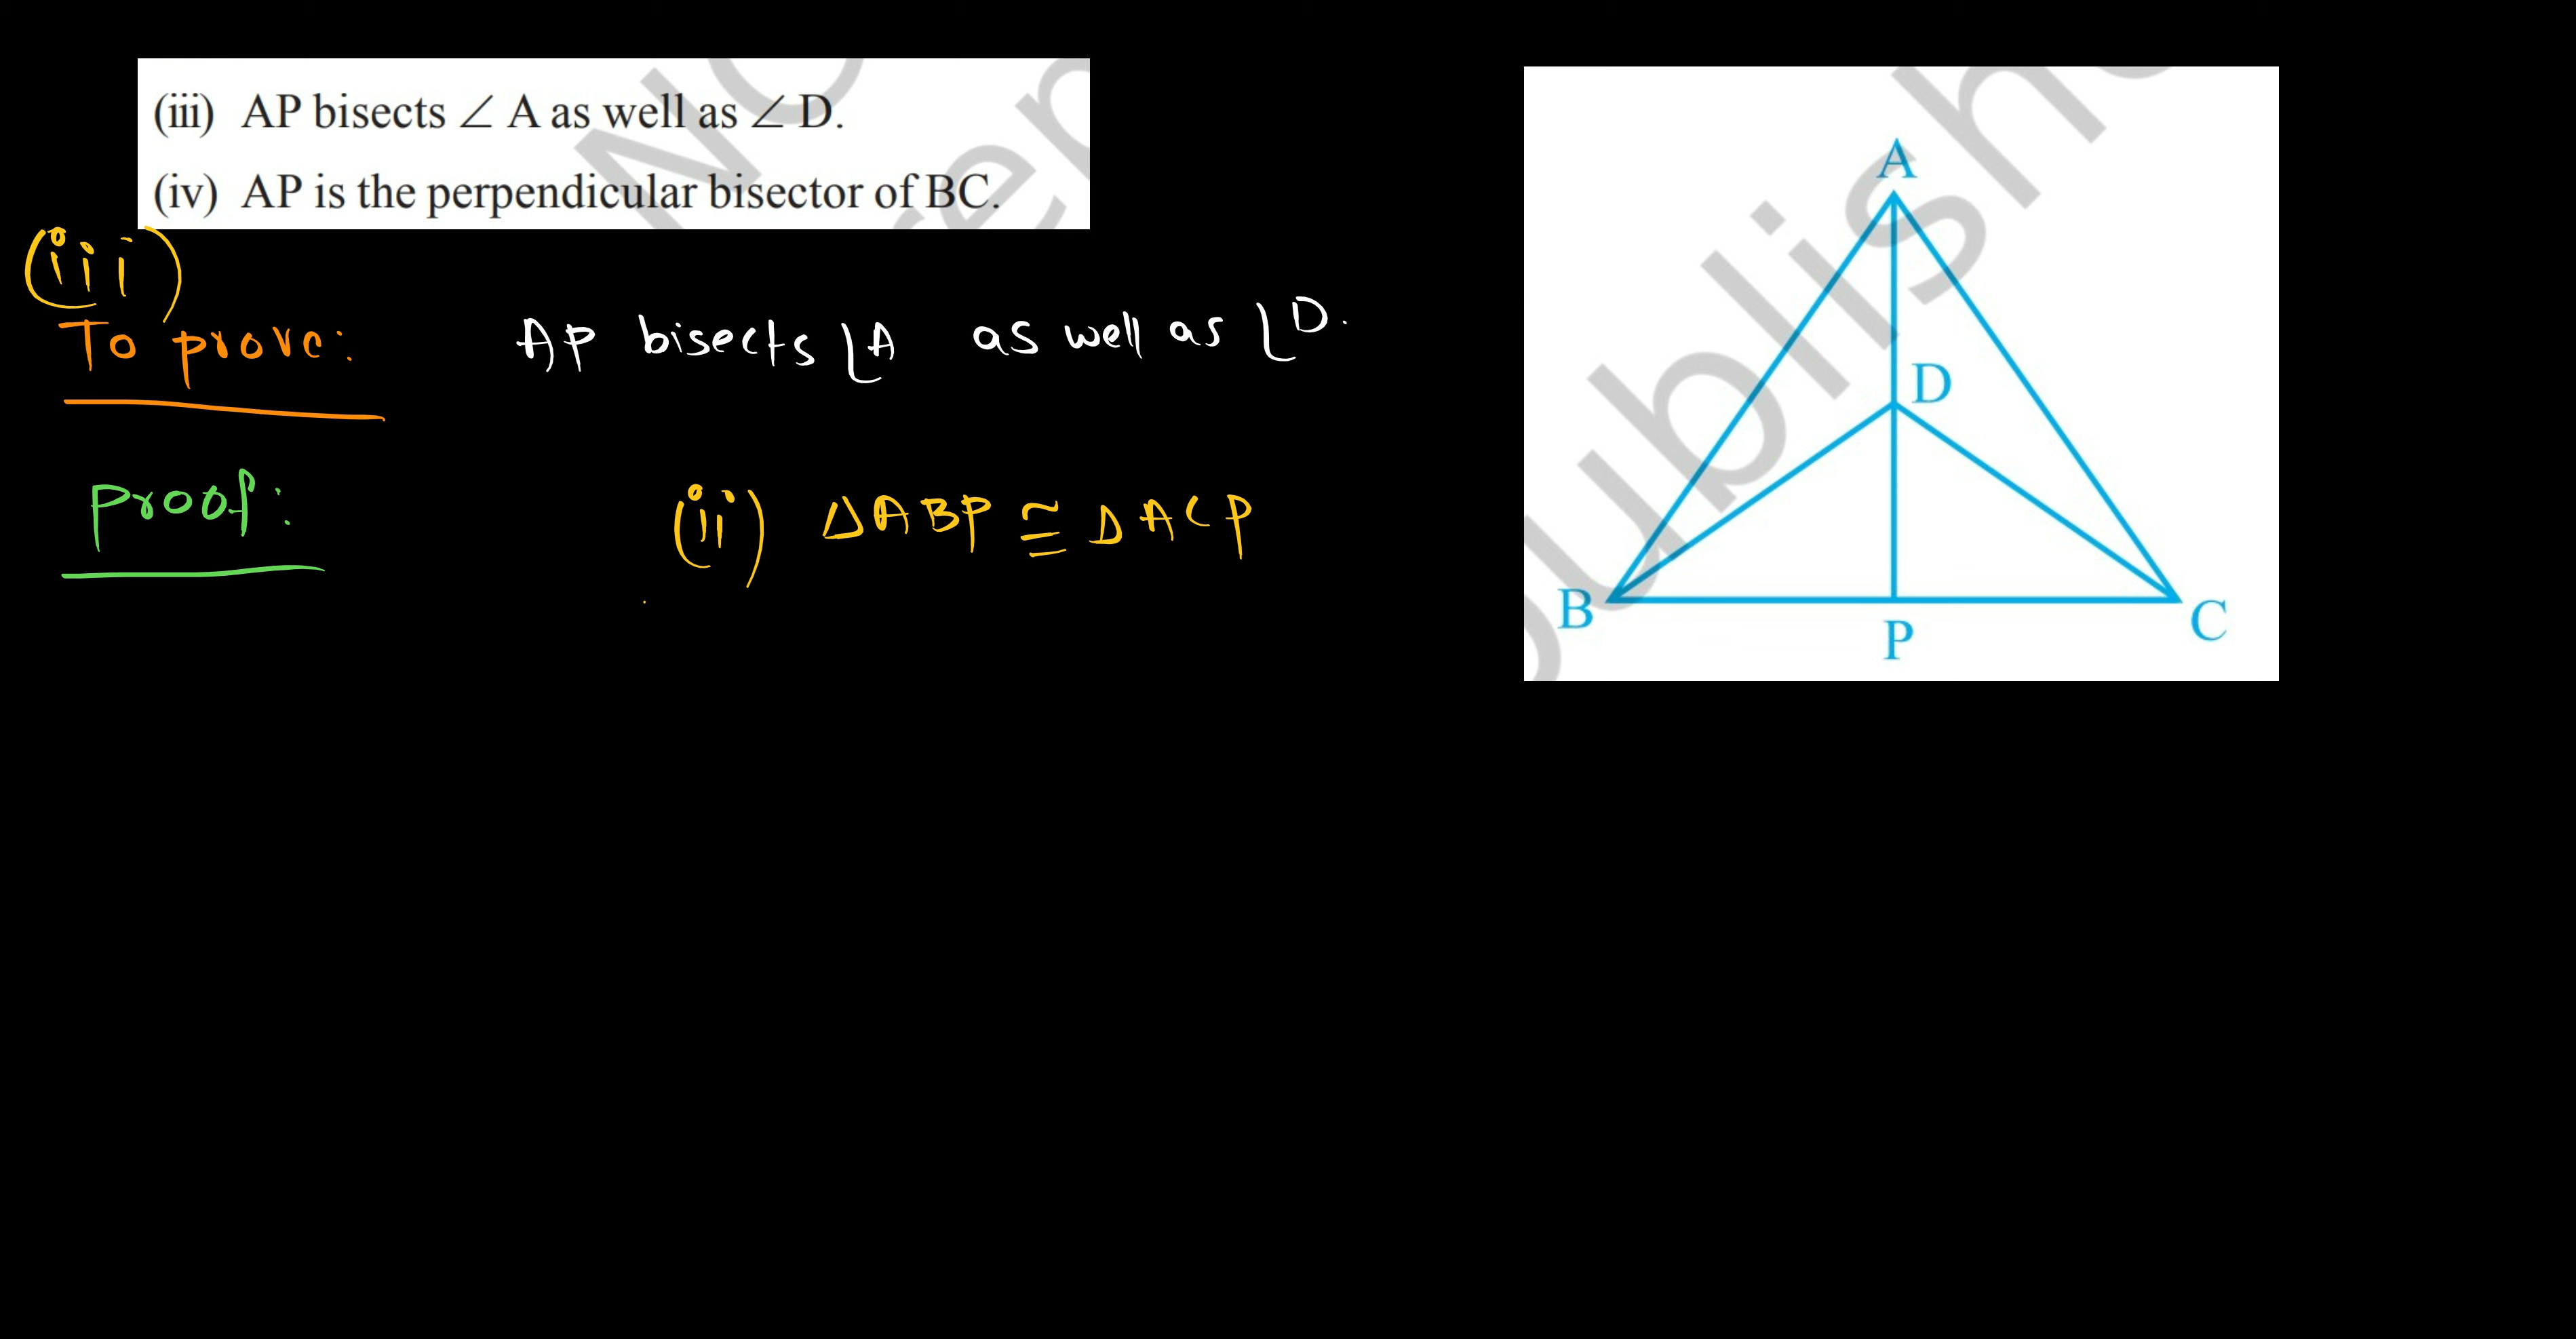 (iii) AP bisects ∠ A as well as ∠ D.
(iv) AP is the perpendicular bisector of BC.
(iii)
To prove: AP bisects ∠A as well as ∠D.
Proof: (ii) ΔABP ≅ ΔACP
A
D
B
P
C